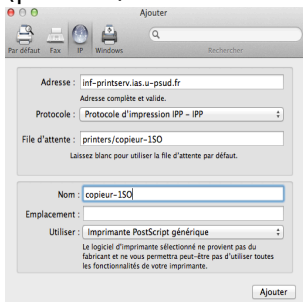 Ajouter
Par défaut Fax IP Windows Rechercher
Adresse : inf-printserv.ias.u-psud.fr
Adresse complète et valide.
Protocole : Protocole d'impression IPP – IPP
File d'attente : printers/copieur-1SO
Laissez blanc pour utiliser la file d'attente par défaut.
Nom : copieur-1SO
Emplacement :
Utiliser : Imprimante PostScript générique
Le logiciel d'imprimante sélectionné ne provient pas du
fabricant et ne vous permettra peut-être pas d'utiliser toutes
les fonctionnalités de votre imprimante.
Ajouter